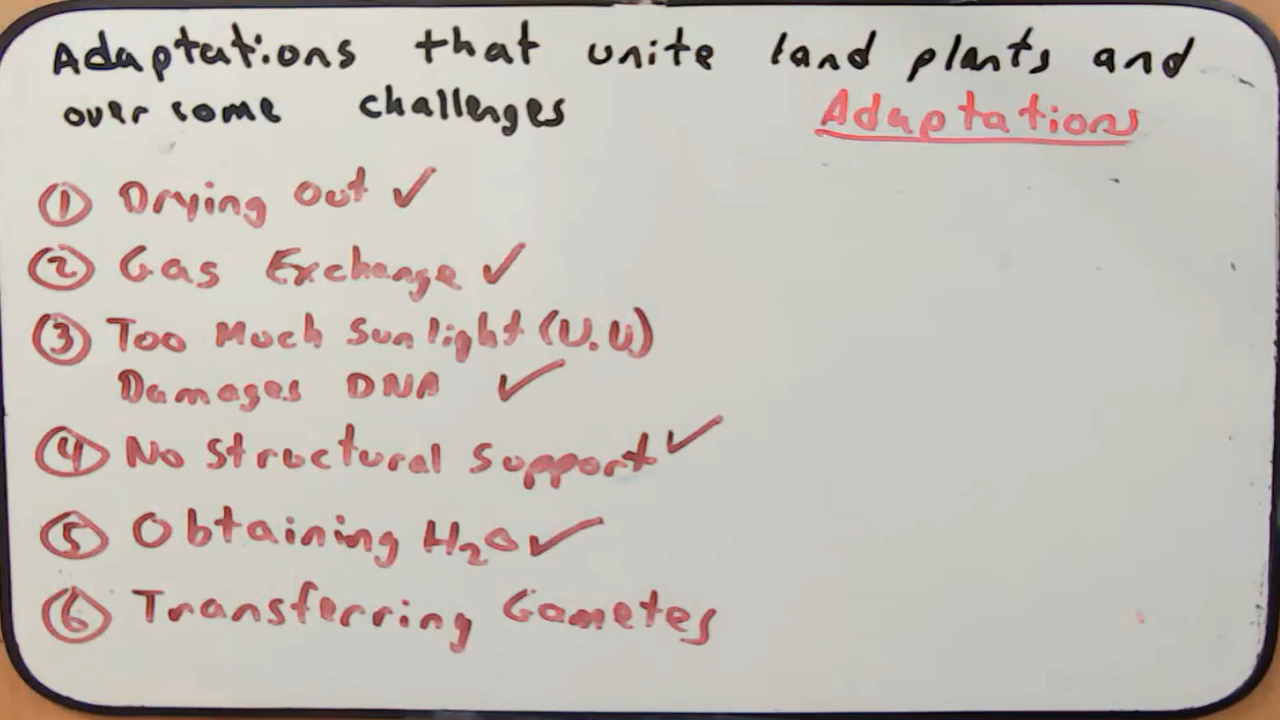 Adaptations that unite land plants and
over some challenges
Adaptations
① Drying Out ✓
② Gas Exchange ✓
③ Too Much Sunlight (U.U)
Damages DNA ✓
④ No Structural Support ✓
⑤ Obtaining H₂O ✓
⑥ Transferring Gametes